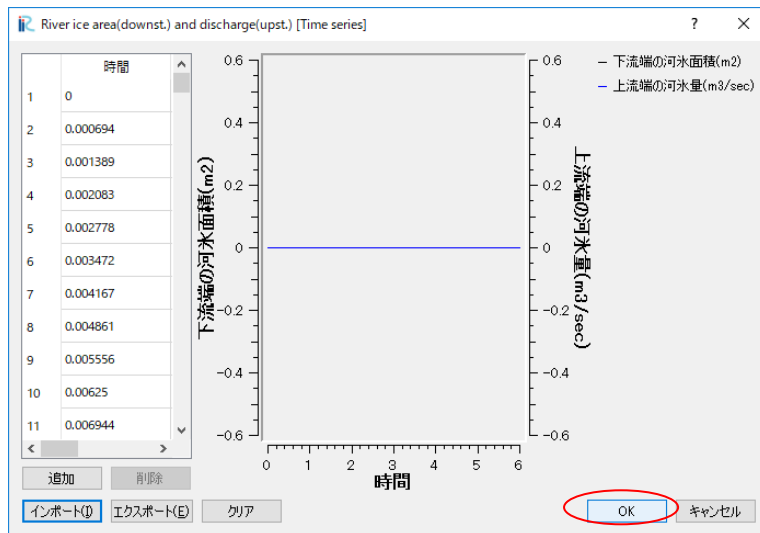 River ice area(downst.) and discharge(upst.) [Time series]
? ×
時間
1 0
2 0.000694
3 0.001389
4 0.002083
5 0.002778
6 0.003472
7 0.004167
8 0.004861
9 0.005556
10 0.00625
11 0.006944
追加 削除
インポート(I) エクスポート(E) クリア
下流端の河氷面積(m2)
0.6
0.4
0.2
0
-0.2
-0.4
-0.6
0 1 2 3 4 5 6
時間
0.6
0.4
0.2
0
-0.2
-0.4
-0.6
上流端の河氷量(m3/sec)
下流端の河氷面積(m2)
上流端の河氷量(m3/sec)
OK キャンセル